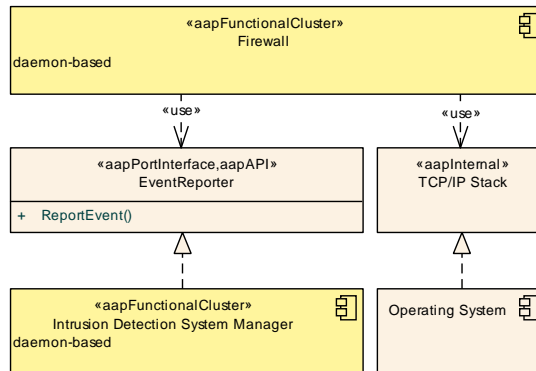 «aapFunctionalCluster»
Firewall
daemon-based
«use»
«use»
«aapPortInterface,aapAPI»
EventReporter
+ ReportEvent()
«aapInternal»
TCP/IP Stack
«aapFunctionalCluster»
Intrusion Detection System Manager
daemon-based
Operating System